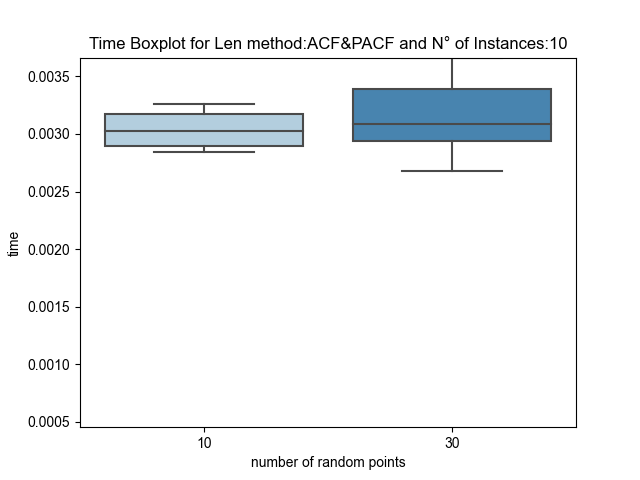 Time Boxplot for Len method:ACF&PACF and N° of Instances:10
0.0035
0.0030
0.0025
0.0020
0.0015
0.0010
0.0005
time
10 30
number of random points